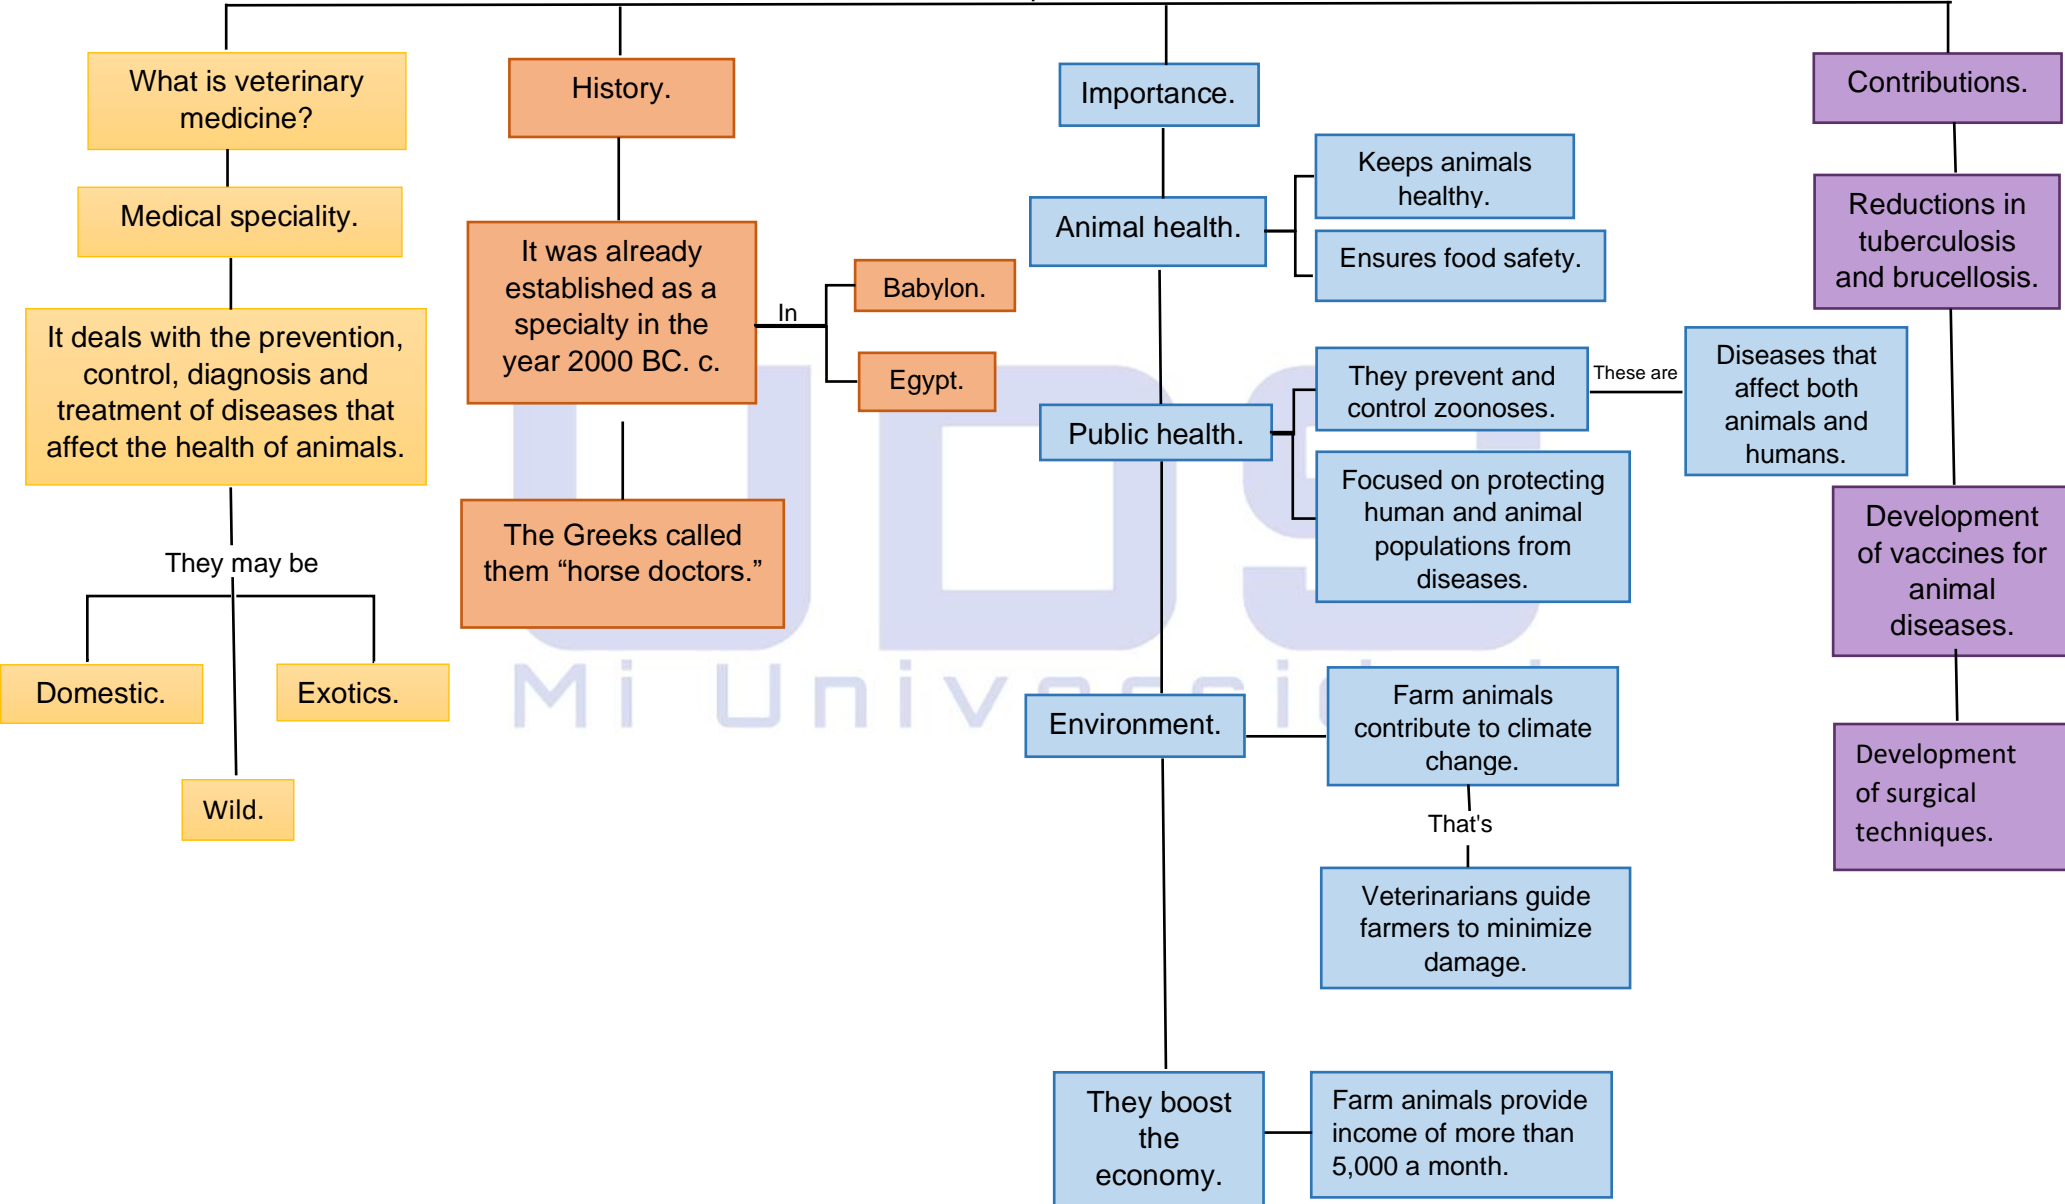 What is veterinary
medicine?
Medical speciality.
It deals with the prevention,
control, diagnosis and
treatment of diseases that
affect the health of animals.
They may be
Domestic.
Exotics.
Wild.
History.
It was already
established as a
specialty in the
year 2000 BC. c.
In
Babylon.
Egypt.
The Greeks called
them “horse doctors.”
Importance.
Animal health.
Keeps animals
healthy.
Ensures food safety.
Public health.
They prevent and
control zoonoses.
These are
Diseases that
affect both
animals and
humans.
Focused on protecting
human and animal
populations from
diseases.
Environment.
Farm animals
contribute to climate
change.
That's
Veterinarians guide
farmers to minimize
damage.
They boost
the
economy.
Farm animals provide
income of more than
5,000 a month.
Contributions.
Reductions in
tuberculosis
and brucellosis.
Development
of vaccines for
animal
diseases.
Development
of surgical
techniques.
UDS
Mi Universidad